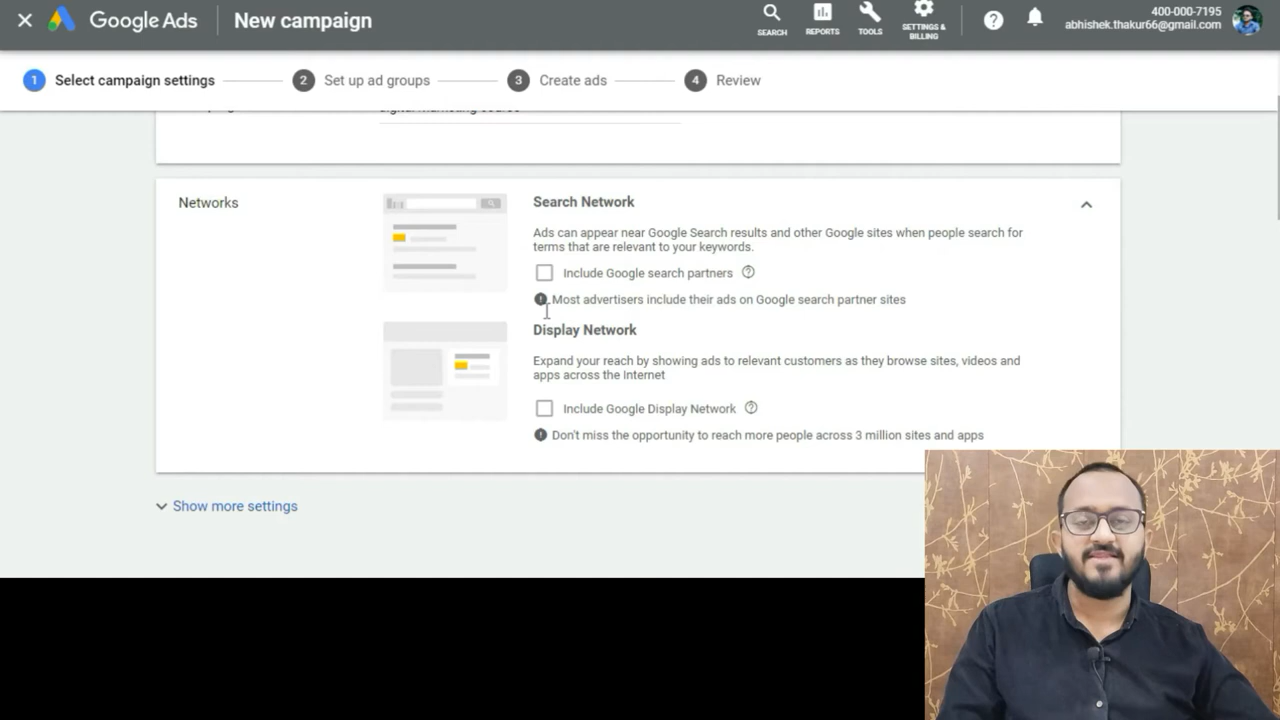 Google Ads
New campaign
SEARCH
REPORTS
TOOLS
SETTINGS &
BILLING
400-000-7195
abhishek.thakur66@gmail.com
1 Select campaign settings
2 Set up ad groups
3 Create ads
4 Review
Networks
Search Network
Ads can appear near Google Search results and other Google sites when people search for
terms that are relevant to your keywords.
Include Google search partners
Most advertisers include their ads on Google search partner sites
Display Network
Expand your reach by showing ads to relevant customers as they browse sites, videos and
apps across the Internet
Include Google Display Network
Don't miss the opportunity to reach more people across 3 million sites and apps
Show more settings